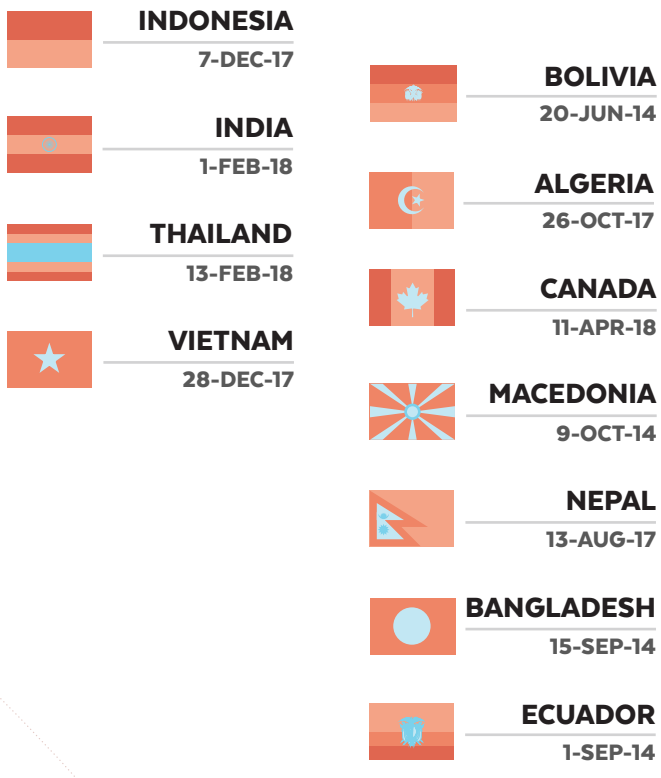 INDONESIA
7-DEC-17
INDIA
1-FEB-18
THAILAND
13-FEB-18
VIETNAM
28-DEC-17
BOLIVIA
20-JUN-14
ALGERIA
26-OCT-17
CANADA
11-APR-18
MACEDONIA
9-OCT-14
NEPAL
13-AUG-17
BANGLADESH
15-SEP-14
ECUADOR
1-SEP-14